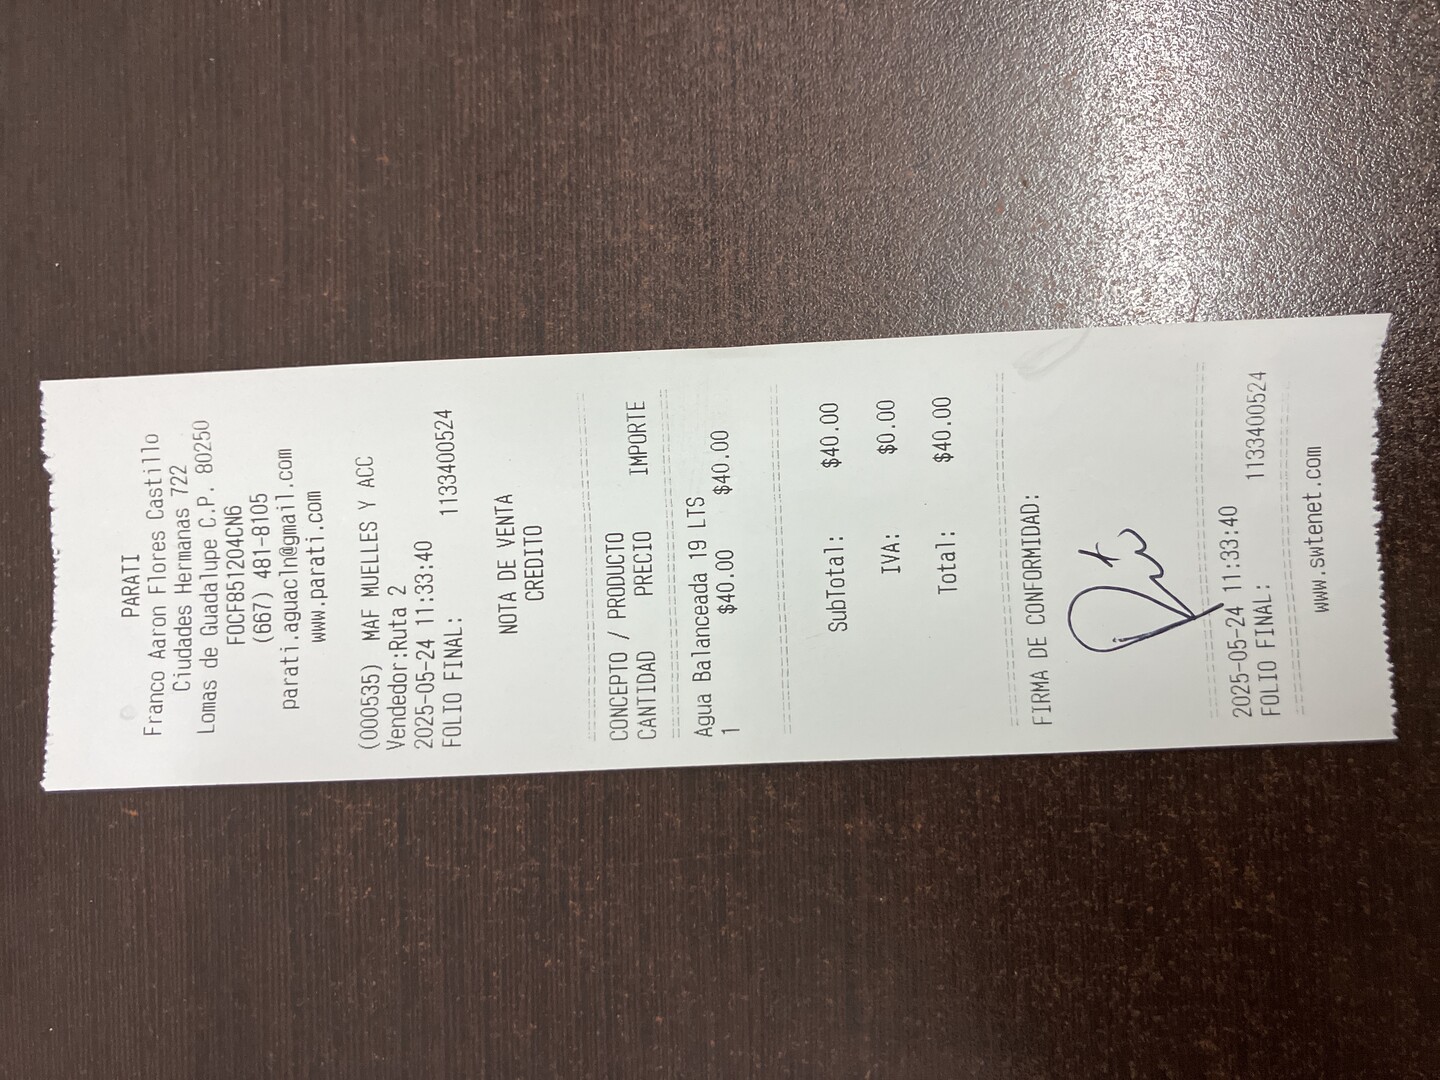 PARATI
Franco Aaron Flores Castillo
Ciudades Hermanas 722
Lomas de Guadalupe C.P. 80250
FOCF851204CN6
(667) 481-8105
parati.aguacln@gmail.com
www.parati.com
(000535) MAF MUELLES Y ACC
Vendedor:Ruta 2
2025-05-24 11:33:40
FOLIO FINAL: 1133400524
NOTA DE VENTA
CREDITO
CONCEPTO / PRODUCTO
CANTIDAD PRECIO IMPORTE
Agua Balanceada 19 LTS
1 $40.00 $40.00
SubTotal: $40.00
IVA: $0.00
Total: $40.00
FIRMA DE CONFORMIDAD:
2025-05-24 11:33:40
FOLIO FINAL: 1133400524
www.swtenet.com